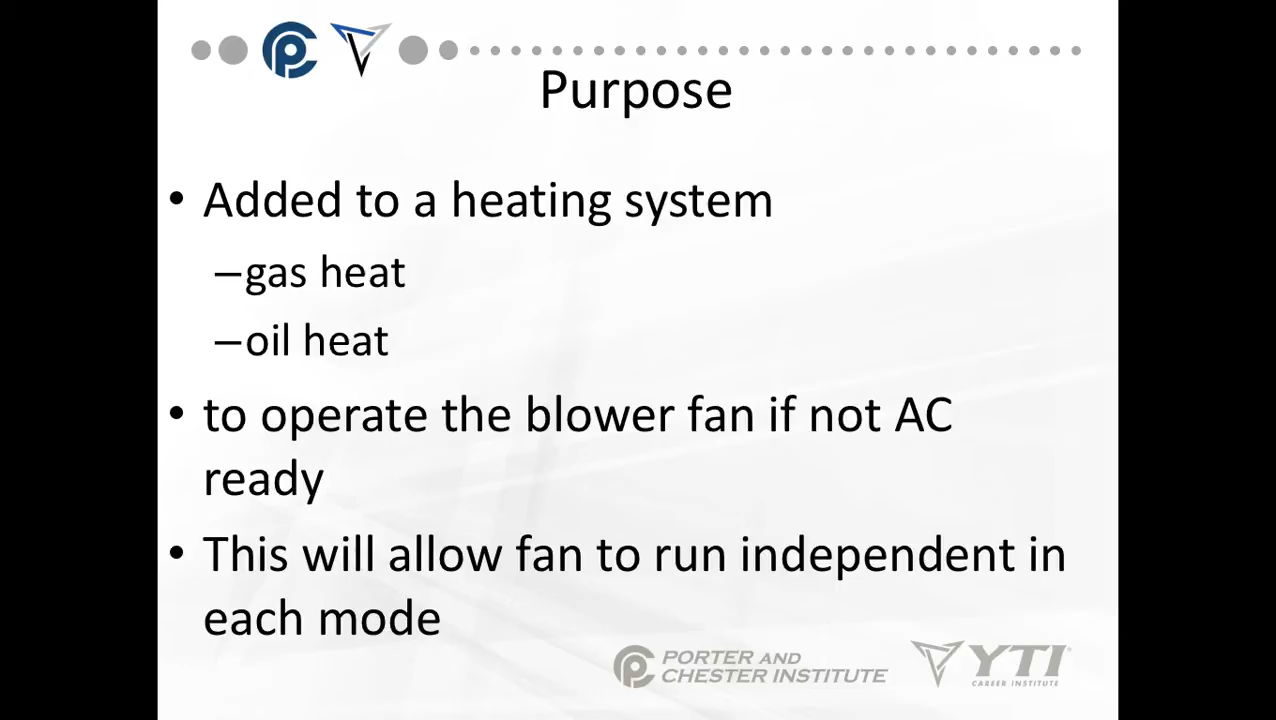 Purpose
• Added to a heating system
–gas heat
–oil heat
• to operate the blower fan if not AC
ready
• This will allow fan to run independent in
each mode
PORTER AND
CHESTER INSTITUTE
YTI
CAREER INSTITUTE